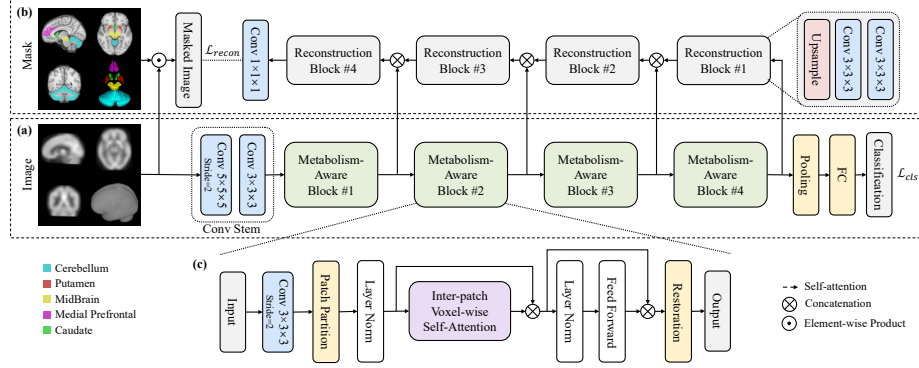 (b)
Mask
Masked Image
ℒrecon
Conv 1×1×1
Reconstruction
Block #4
Reconstruction
Block #3
Reconstruction
Block #2
Reconstruction
Block #1
Upsample
Conv 3×3×3
Conv 3×3×3
(a)
Image
Conv 5×5×5
Stride=2
Conv 3×3×3
Conv Stem
Metabolism-
Aware
Block #1
Metabolism-
Aware
Block #2
Metabolism-
Aware
Block #3
Metabolism-
Aware
Block #4
Pooling
FC
Classification
ℒcls
Cerebellum
Putamen
MidBrain
Medial Prefrontal
Caudate
(c)
Input
Conv 3×3×3
Stride=2
Patch Partition
Layer Norm
Inter-patch
Voxel-wise
Self-Attention
Layer Norm
Feed Forward
Restoration
Output
Self-attention
Concatenation
Element-wise Product